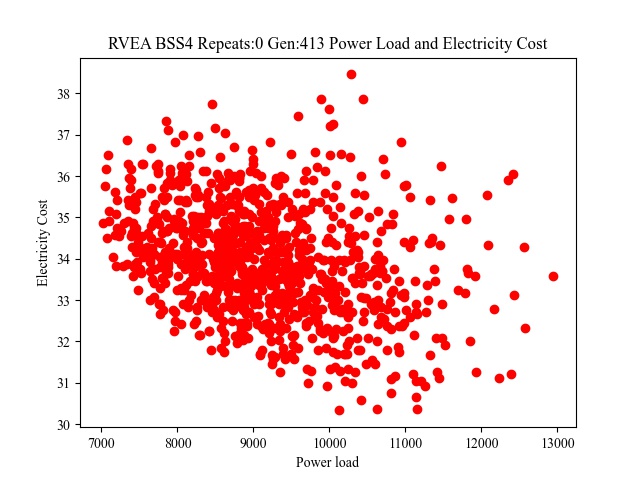 RVEA BSS4 Repeats:0 Gen:413 Power Load and Electricity Cost
Electricity Cost
38
37
36
35
34
33
32
31
30
7000 8000 9000 10000 11000 12000 13000
Power load